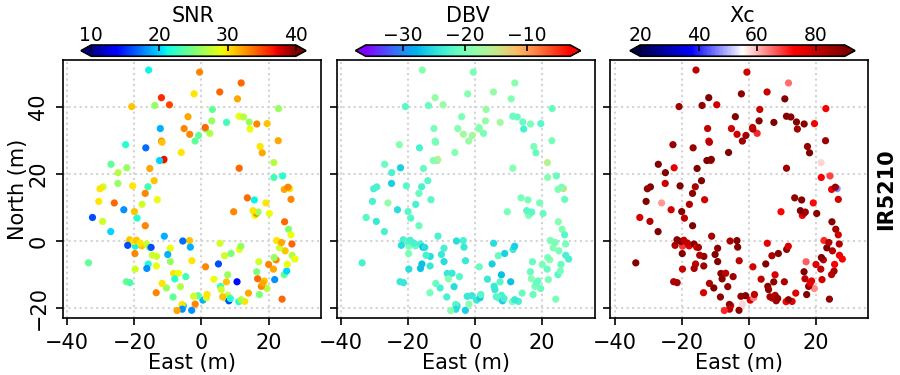 SNR DBV Xc
10 20 30 40 −30 −20 −10 20 40 60 80
40
20
0
−20
North (m)
IR5210
−40 −20 0 20 −40 −20 0 20 −40 −20 0 20
East (m) East (m) East (m)